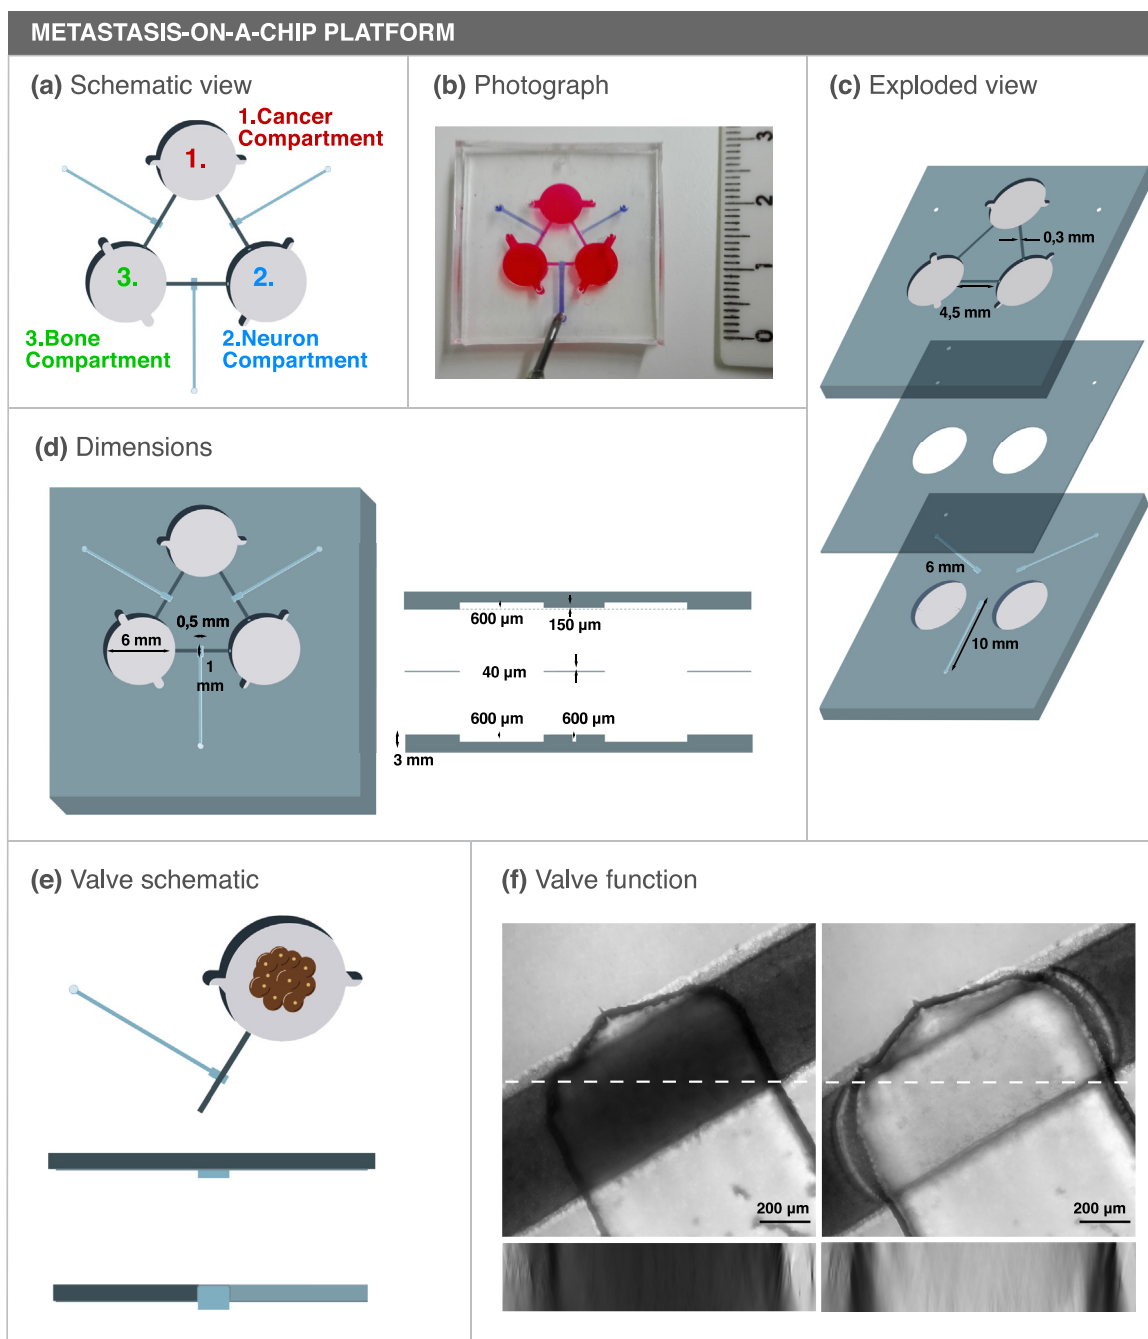 METASTASIS-ON-A-CHIP PLATFORM
(a) Schematic view
1.Cancer
Compartment
1.
3.
2.
3.Bone
Compartment
2.Neuron
Compartment
(b) Photograph
3
2
1
0
(c) Exploded view
0,3 mm
4,5 mm
6 mm
10 mm
(d) Dimensions
0,5 mm
6 mm
1
mm
600 µm
150 µm
40 µm
600 µm
600 µm
3 mm
(e) Valve schematic
(f) Valve function
200 µm
200 µm